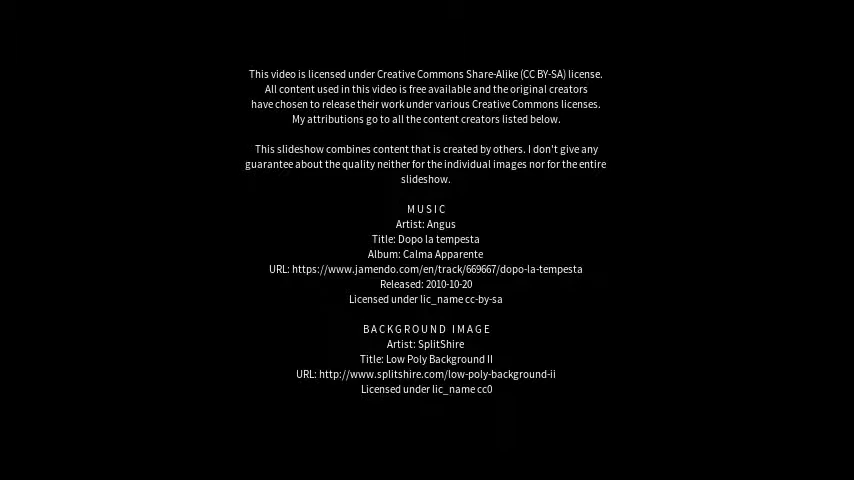 This video is licensed under Creative Commons Share-Alike (CC BY-SA) license.
All content used in this video is free available and the original creators
have chosen to release their work under various Creative Commons licenses.
My attributions go to all the content creators listed below.
This slideshow combines content that is created by others. I don't give any
guarantee about the quality neither for the individual images nor for the entire
slideshow.
MUSIC
Artist: Angus
Title: Dopo la tempesta
Album: Calma Apparente
URL: https://www.jamendo.com/en/track/669667/dopo-la-tempesta
Released: 2010-10-20
Licensed under lic_name cc-by-sa
BACKGROUND IMAGE
Artist: SplitShire
Title: Low Poly Background II
URL: http://www.splitshire.com/low-poly-background-ii
Licensed under lic_name cc0